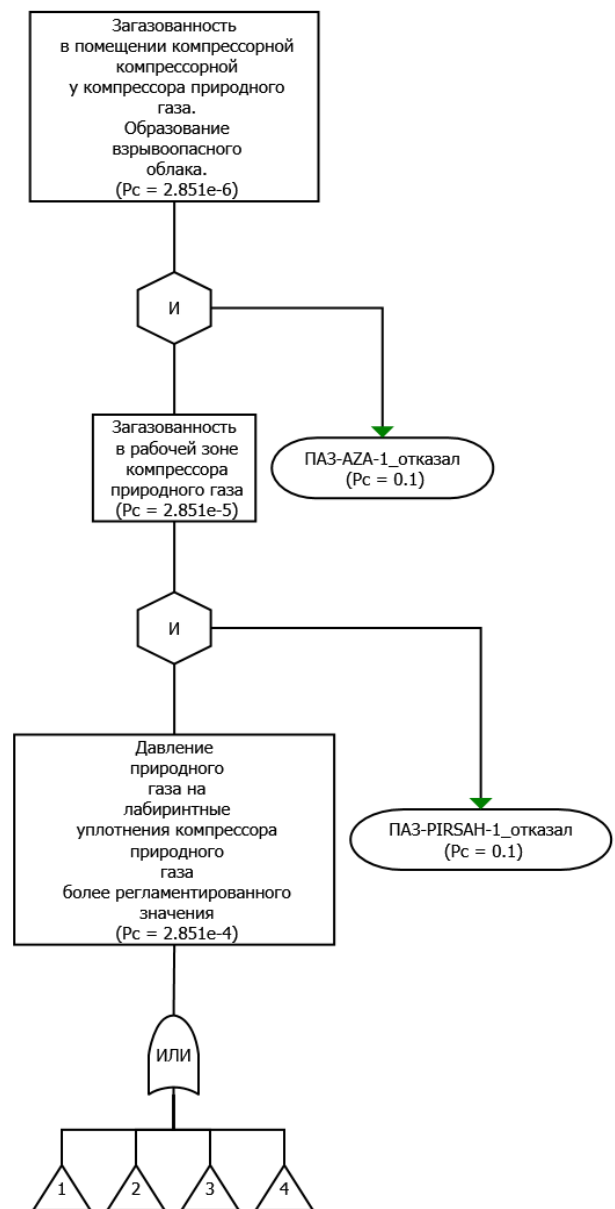 Загазованность
в помещении компрессорной
компрессорной
у компрессора природного
газа.
Образование
взрывоопасного
облака.
(Pc = 2.851e-6)
И
Загазованность
в рабочей зоне
компрессора
природного газа
(Pc = 2.851e-5)
ПАЗ-AZA-1_отказал
(Pc = 0.1)
И
Давление
природного
газа на
лабиринтные
уплотнения компрессора
природного
газа
более регламентированного
значения
(Pc = 2.851e-4)
ПАЗ-PIRSAH-1_отказал
(Pc = 0.1)
ИЛИ
1 2 3 4